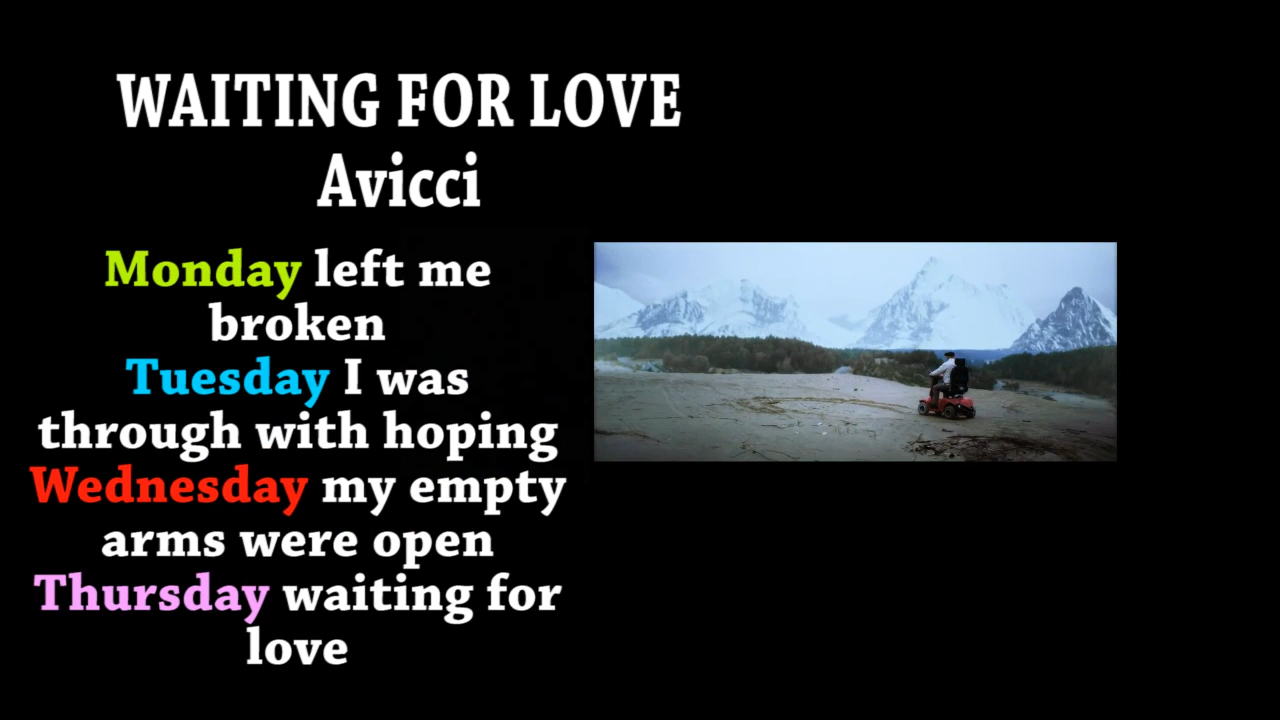 WAITING FOR LOVE
Avicci
Monday left me
broken
Tuesday I was
through with hoping
Wednesday my empty
arms were open
Thursday waiting for
love